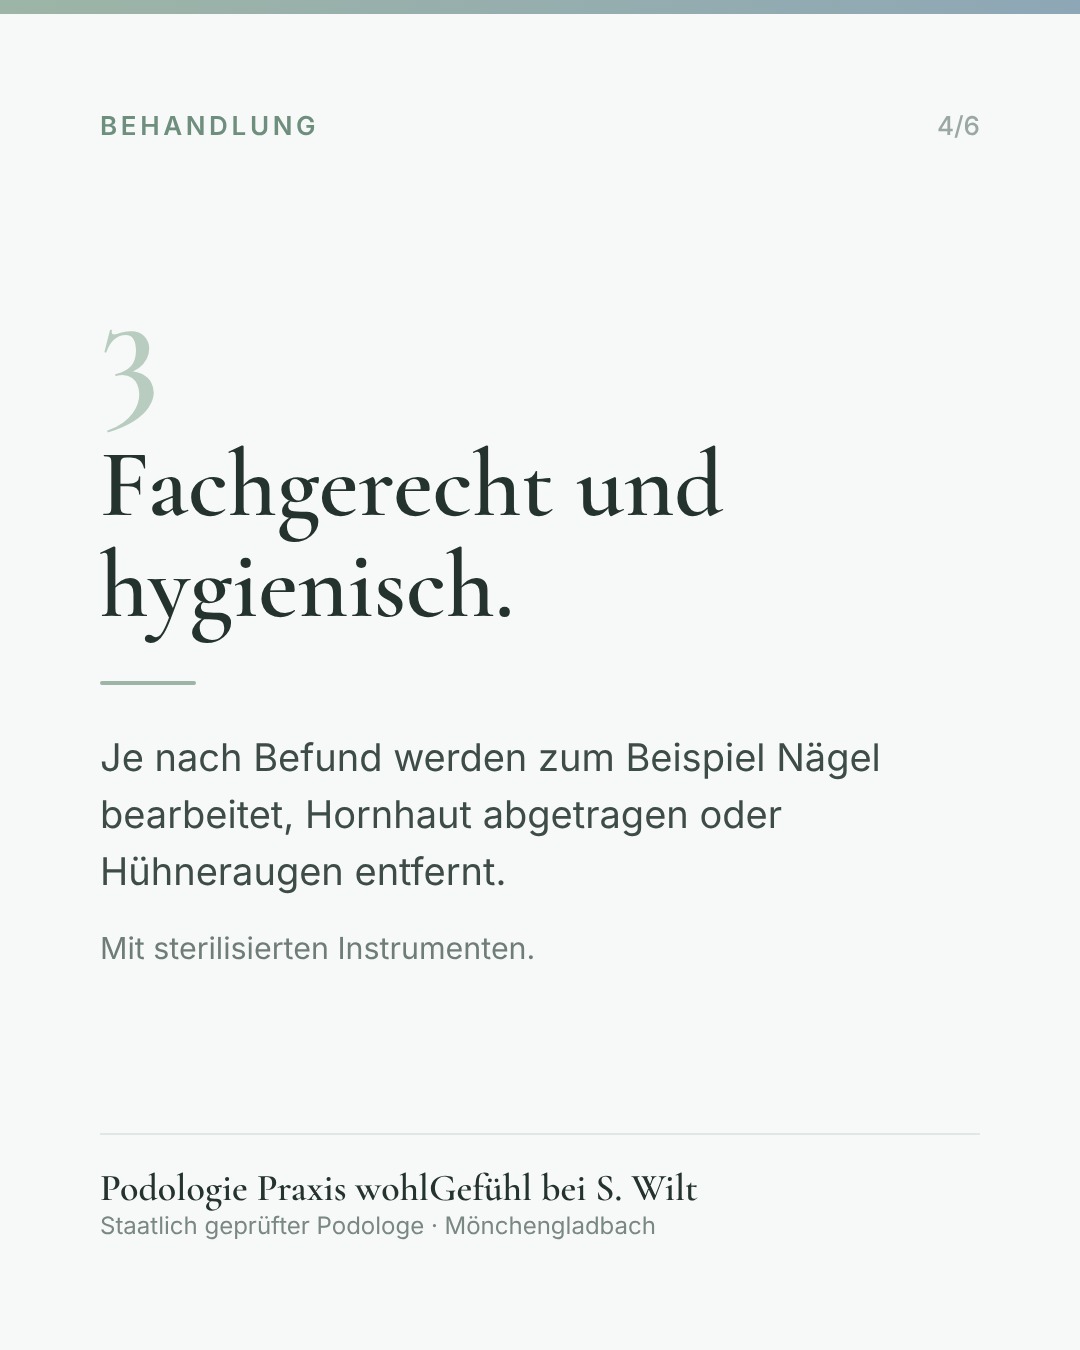 BEHANDLUNG
4/6
3
Fachgerecht und
hygienisch.
Je nach Befund werden zum Beispiel Nägel
bearbeitet, Hornhaut abgetragen oder
Hühneraugen entfernt.
Mit sterilisierten Instrumenten.
Podologie Praxis wohlGefühl bei S. Wilt
Staatlich geprüfter Podologe · Mönchengladbach